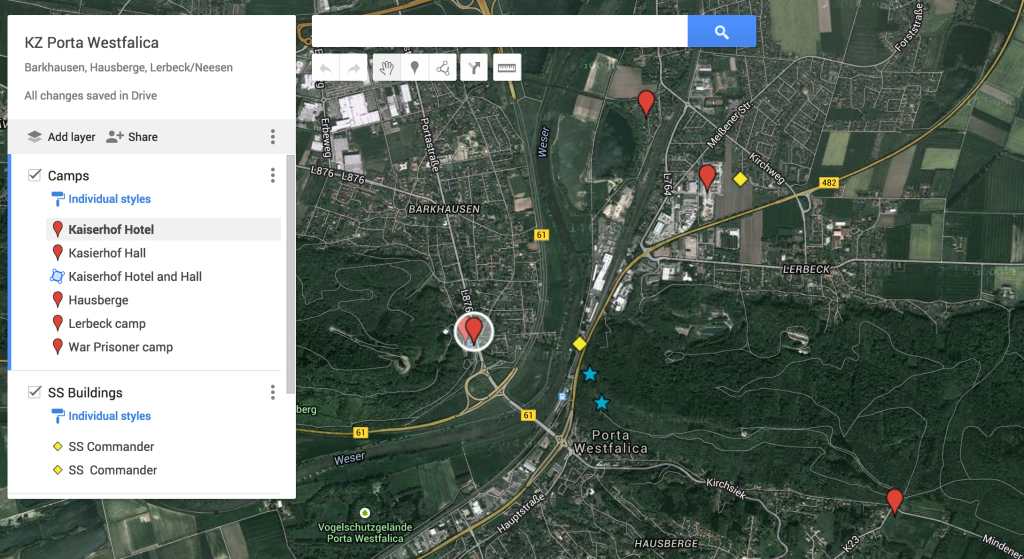 KZ Porta Westfalica
Barkhausen, Hausberge, Lerbeck/Neesen
All changes saved in Drive
Add layer
Share
Camps
Individual styles
Kaiserhof Hotel
Kasierhof Hall
Kaiserhof Hotel and Hall
Hausberge
Lerbeck camp
War Prisoner camp
SS Buildings
Individual styles
SS Commander
SS Commander
Forststraße
Meißener Str.
Kirchweg
Erbeweg
Portastraße
Weser
L876
L876
L764
482
BARKHAUSEN
61
LERBECK
L876
berg
61
61
Weser
Porta
Westfalica
Kirchsiek
Hauptstraße
Vogelschutzgelände
Porta Westfalica
HAUSBERGE
K23
Mindener